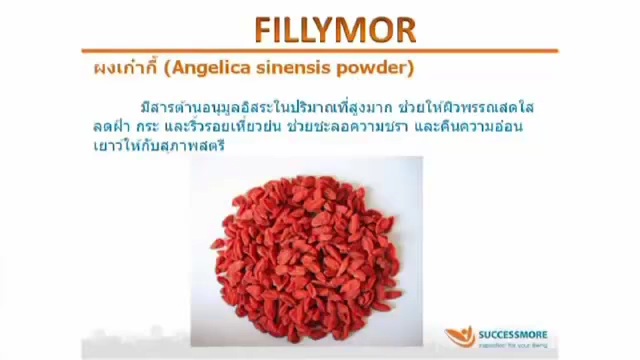 FILLYMOR
ผงเก๋ากี้ (Angelica sinensis powder)
มีสารต้านอนุมูลอิสระในปริมาณที่สูงมาก ช่วยให้ผิวพรรณสดใส
ลดฝ้า กระ และริ้วรอยเหี่ยวย่น ช่วยชะลอความชรา และคืนความอ่อน
เยาว์ให้กับสุภาพสตรี
SUCCESSMORE